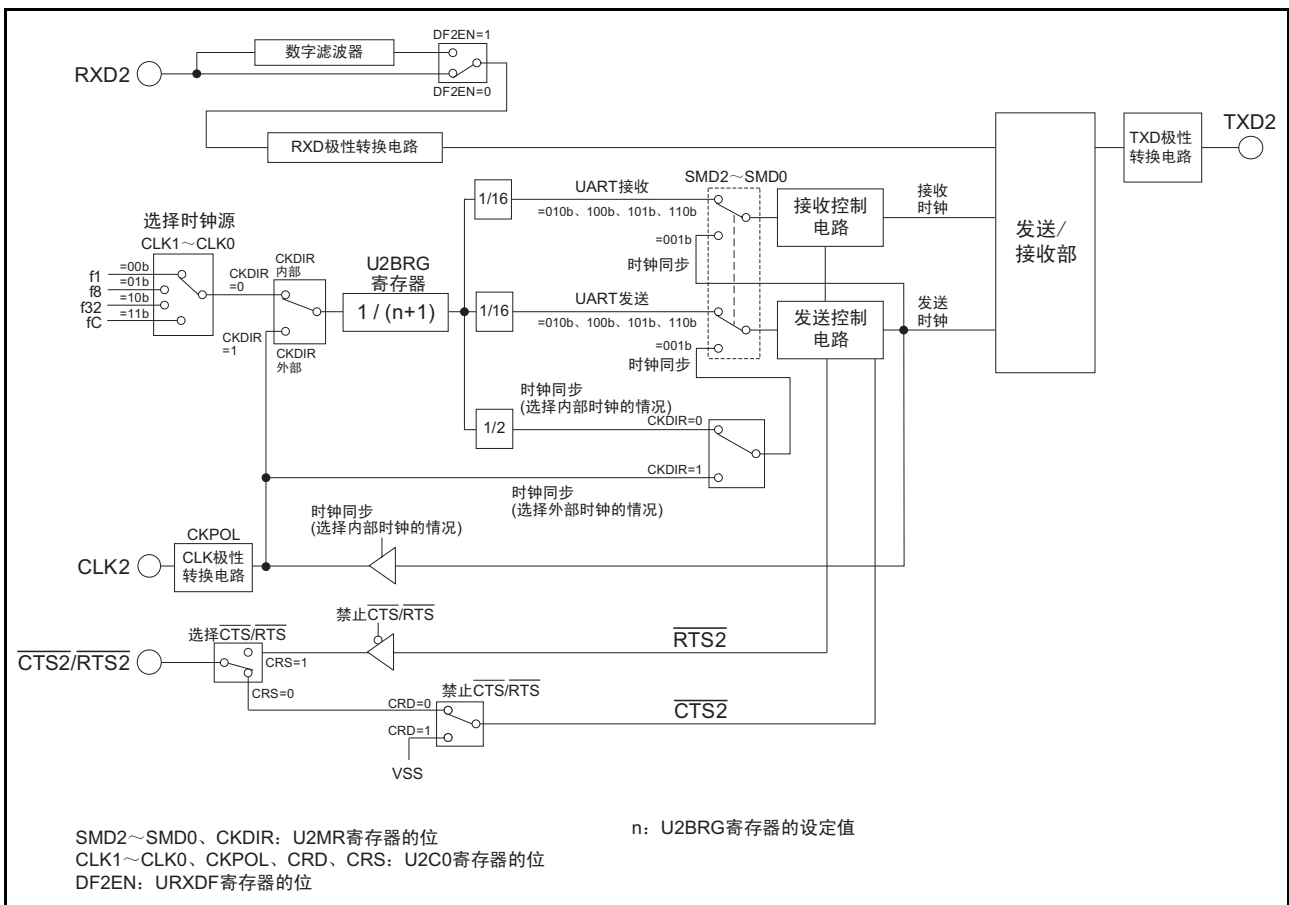 DF2EN=1
数字滤波器
RXD2
DF2EN=0
RXD极性转换电路
TXD极性
转换电路
TXD2
SMD2～SMD0
1/16
UART接收
=010b、100b、101b、110b
=001b
时钟同步
接收控制
电路
接收
时钟
发送/
接收部
选择时钟源
CLK1～CLK0
f1
=00b
f8
=01b
f32
=10b
fC
=11b
CKDIR
=0
CKDIR
内部
CKDIR
=1
CKDIR
外部
U2BRG
寄存器
1 / (n+1)
1/16
UART发送
=010b、100b、101b、110b
=001b
时钟同步
发送控制
电路
发送
时钟
时钟同步
(选择内部时钟的情况)
1/2
CKDIR=0
CKDIR=1
时钟同步
(选择外部时钟的情况)
时钟同步
(选择内部时钟的情况)
CKPOL
CLK2
CLK极性
转换电路
禁止CTS/RTS
选择CTS/RTS
CTS2/RTS2
CRS=1
RTS2
CRS=0
禁止CTS/RTS
CRD=0
CTS2
CRD=1
VSS
SMD2～SMD0、CKDIR：U2MR寄存器的位
n：U2BRG寄存器的设定值
CLK1～CLK0、CKPOL、CRD、CRS：U2C0寄存器的位
DF2EN：URXDF寄存器的位